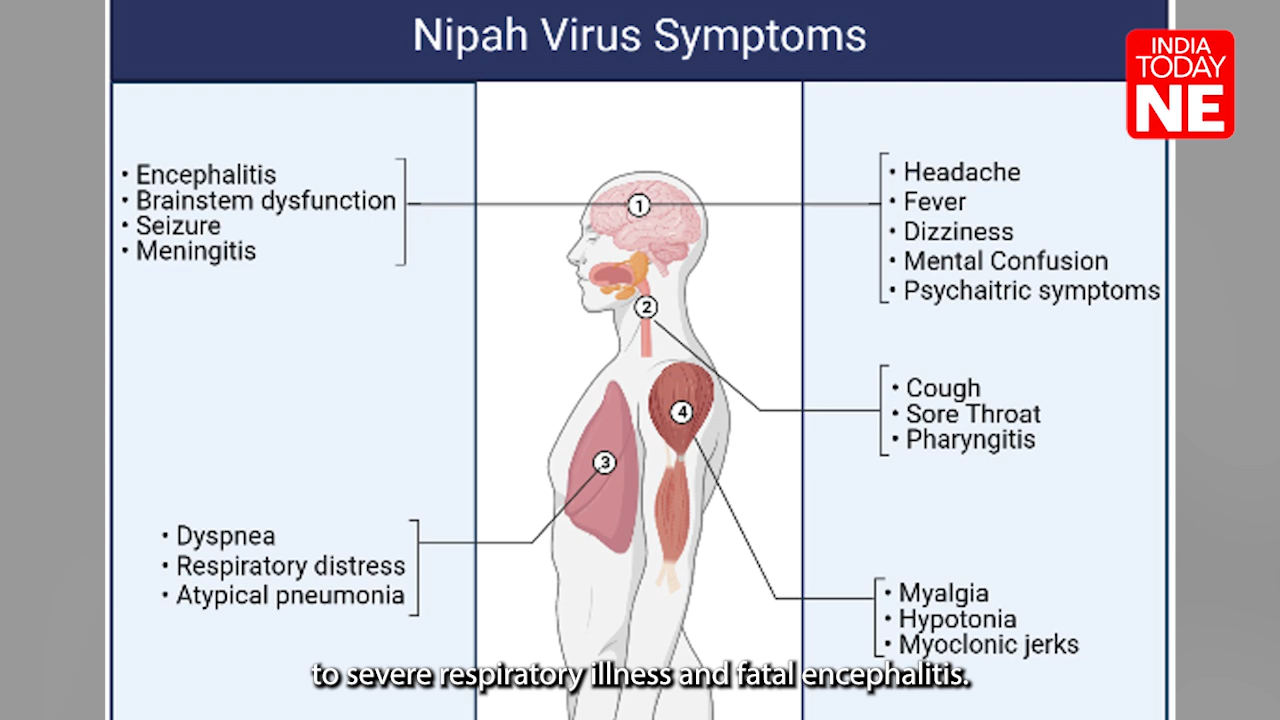 Nipah Virus Symptoms
INDIA
TODAY
NE
• Encephalitis
• Brainstem dysfunction
• Seizure
• Meningitis
• Headache
• Fever
• Dizziness
• Mental Confusion
• Psychaitric symptoms
1
2
• Cough
• Sore Throat
• Pharyngitis
4
3
• Dyspnea
• Respiratory distress
• Atypical pneumonia
• Myalgia
• Hypotonia
• Myoclonic jerks
to severe respiratory illness and fatal encephalitis.